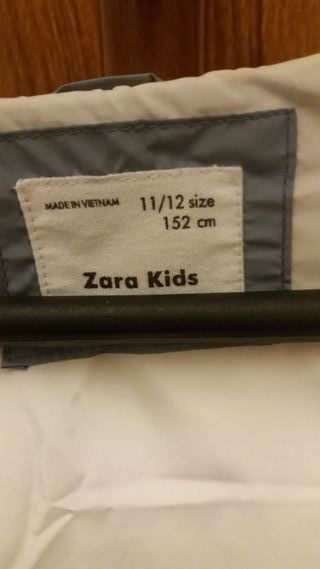 MADE IN VIETNAM 11/12 size
152 cm
Zara Kids